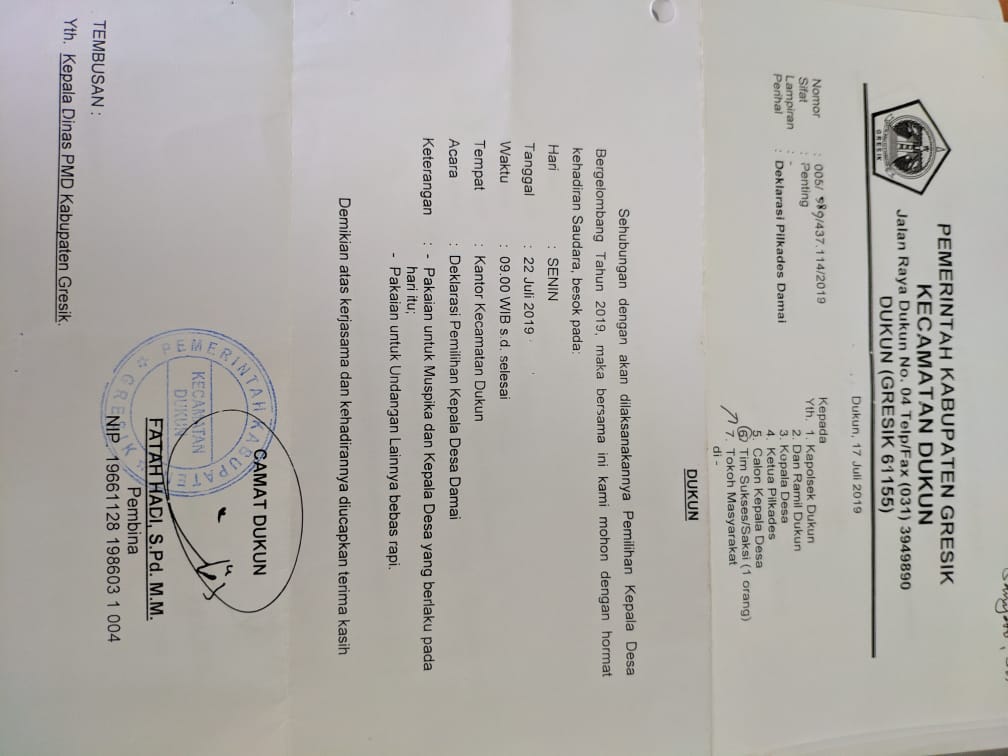 PEMERINTAH KABUPATEN GRESIK
KECAMATAN DUKUN
Jalan Raya Dukun No. 04 Telp/Fax (031) 3949890
DUKUN (GRESIK 61155)
GRESIK
Dukun, 17 Juli 2019
Nomor : 005/ 589/437.114/2019
Sifat : Penting
Lampiran : -
Perihal : Deklarasi Pilkades Damai
Kepada
Yth. 1. Kapolsek Dukun
2. Dan Ramil Dukun
3. Kepala Desa
4. Ketua Pilkades
5. Calon Kepala Desa
6. Tim Sukses/Saksi (1 orang)
7. Tokoh Masyarakat
di -
DUKUN
Sehubungan dengan akan dilaksanakannya Pemilihan Kepala Desa
Bergelombang Tahun 2019, maka bersama ini kami mohon dengan hormat
kehadiran Saudara, besok pada:
Hari : SENIN
Tanggal : 22 Juli 2019
Waktu : 09.00 WIB s.d. selesai
Tempat : Kantor Kecamatan Dukun
Acara : Deklarasi Pemilihan Kepala Desa Damai
Keterangan : - Pakaian untuk Muspika dan Kepala Desa yang berlaku pada
hari itu;
- Pakaian untuk Undangan Lainnya bebas rapi.
Demikian atas kerjasama dan kehadirannya diucapkan terima kasih
CAMAT DUKUN
PEMERINTAH KABUPATEN
KECAMATAN
DUKUN
GRESIK
FATAH HADI, S.Pd. M.M.
Pembina
NIP. 19661128 198603 1 004
TEMBUSAN :
Yth. Kepala Dinas PMD Kabupaten Gresik.